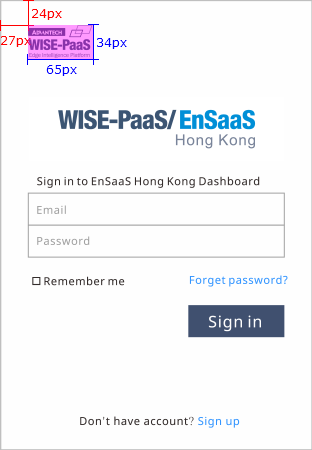 24px
27px
ADVANTECH
WISE-PaaS
Edge Intelligence Platform
34px
65px
WISE-PaaS/ EnSaaS
Hong Kong
Sign in to EnSaaS Hong Kong Dashboard
Email
Password
Remember me
Forget password?
Sign in
Don't have account? Sign up